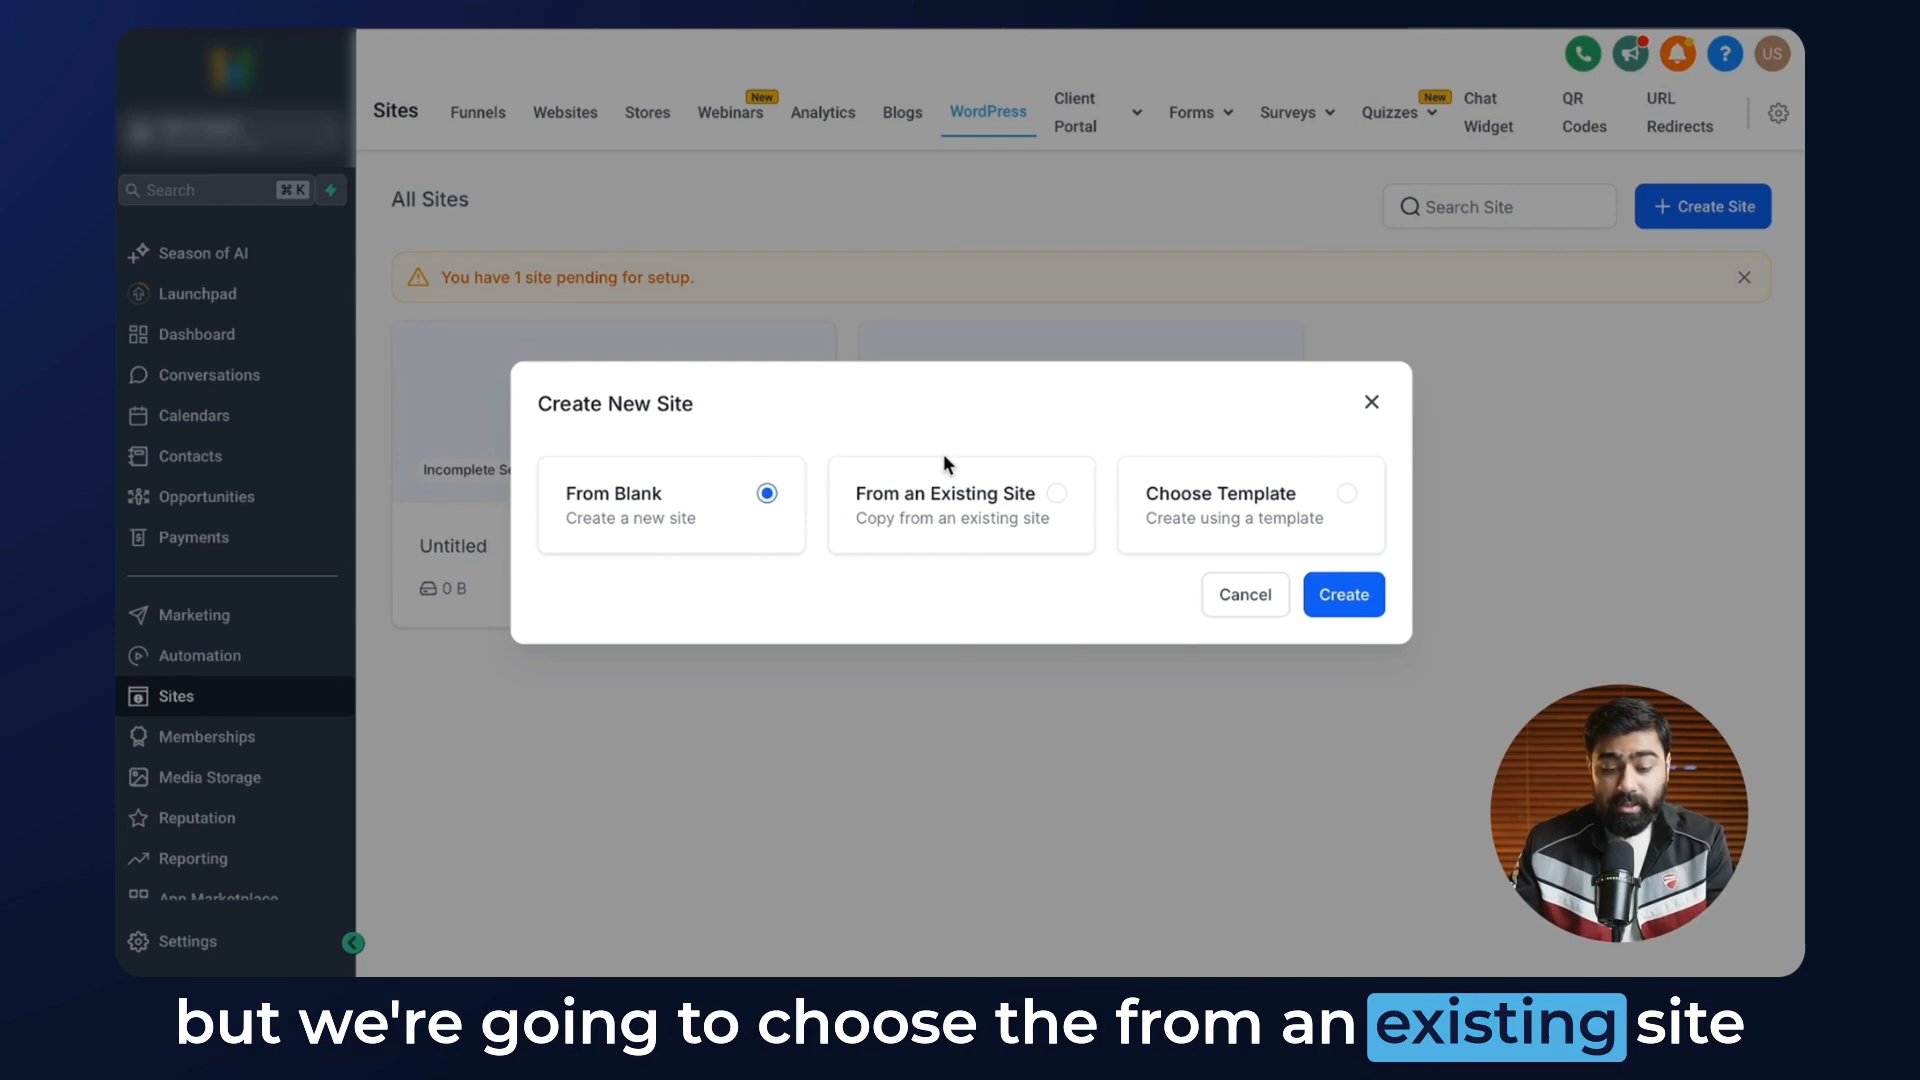 US
Sites
Funnels
Websites
Stores
Webinars
New
Analytics
Blogs
WordPress
Client
Portal
Forms
Surveys
Quizzes
New
Chat
Widget
QR
Codes
URL
Redirects
Search
⌘ K
Season of AI
Launchpad
Dashboard
Conversations
Calendars
Contacts
Opportunities
Payments
Marketing
Automation
Sites
Memberships
Media Storage
Reputation
Reporting
App Marketplace
Settings
All Sites
Search Site
+ Create Site
You have 1 site pending for setup.
Incomplete Se
Untitled
0 B
Create New Site
From Blank
Create a new site
From an Existing Site
Copy from an existing site
Choose Template
Create using a template
Cancel
Create
but we're going to choose the from an existing site